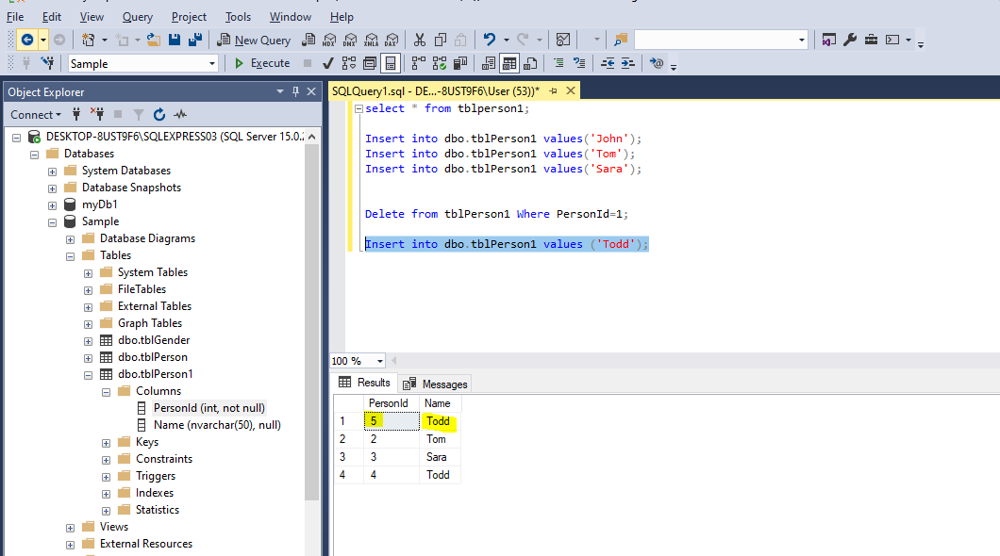 File Edit View Query Project Tools Window Help
New Query MDX DMX XMLA DAX
Sample Execute
Object Explorer
Connect
DESKTOP-8UST9F6\SQLEXPRESS03 (SQL Server 15.0.2
Databases
System Databases
Database Snapshots
myDb1
Sample
Database Diagrams
Tables
System Tables
FileTables
External Tables
Graph Tables
dbo.tblGender
dbo.tblPerson
dbo.tblPerson1
Columns
PersonId (int, not null)
Name (nvarchar(50), null)
Keys
Constraints
Triggers
Indexes
Statistics
Views
External Resources
SQLQuery1.sql - DE...-8UST9F6\User (53))*
select * from tblperson1;
Insert into dbo.tblPerson1 values('John');
Insert into dbo.tblPerson1 values('Tom');
Insert into dbo.tblPerson1 values('Sara');
Delete from tblPerson1 Where PersonId=1;
Insert into dbo.tblPerson1 values ('Todd');
100 %
Results Messages
PersonId Name
1 5 Todd
2 2 Tom
3 3 Sara
4 4 Todd